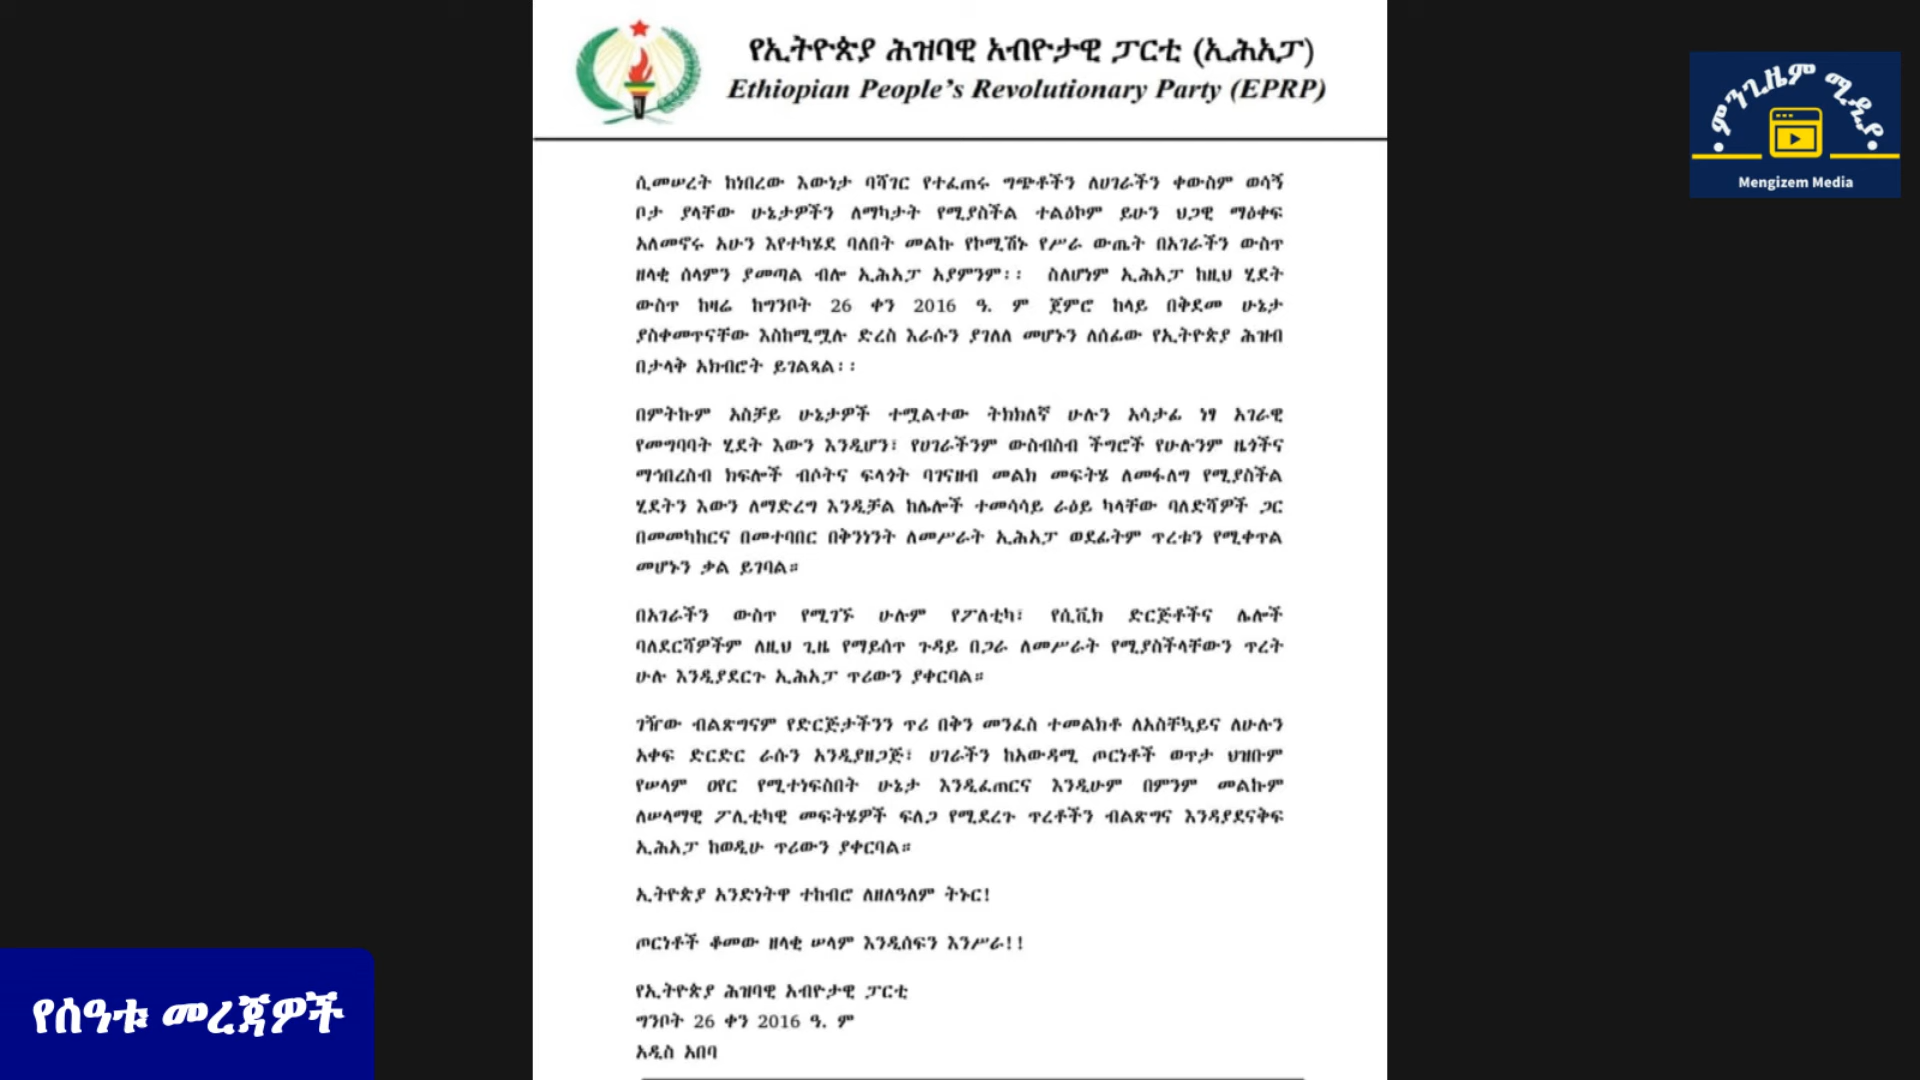 የኢትዮጵያ ሕዝባዊ አብዮታዊ ፓርቲ (ኢሕአፓ)
Ethiopian People's Revolutionary Party (EPRP)
ምንጊዜም ሚዲያ
Mengizem Media
ሲመሠረት ከነበረው እውነታ ባሻገር የተፈጠሩ ግጭቶችን ለሀገራችን ቀውስም ወሳኝ
ቦታ ያላቸው ሁኔታዎችን ለማካታት የሚያስችል ተልዕኮም ይሁን ህጋዊ ማዕቀፍ
አለመኖሩ አሁን እየተካሄደ ባለበት መልኩ የኮሚሽኑ የሥራ ውጤት በአገራችን ውስጥ
ዘላቂ ሰላምን ያመጣል ብሎ ኢሕአፓ አያምንም፡፡ ስለሆነም ኢሕአፓ ከዚህ ሂደት
ውስጥ ከዛሬ ከግንቦት 26 ቀን 2016 ዓ. ም ጀምሮ ከላይ በቅደመ ሁኔታ
ያስቀመጥናቸው እስከሚሟሉ ድረስ እራሱን ያገለለ መሆኑን ለሰፊው የኢትዮጵያ ሕዝብ
በታላቅ አክብሮት ይገልጻል፡፡
በምትኩም አስቻይ ሁኔታዎች ተሟልተው ትክክለኛ ሁሉን አሳታፊ ነፃ አገራዊ
የመግባባት ሂደት እውን እንዲሆን፣ የሀገራችንም ውስብስብ ችግሮች የሁሉንም ዜጎችና
ማኅበረስብ ክፍሎች ብሶትና ፍላጎት ባገናዘብ መልክ መፍትሄ ለመፋለግ የሚያስችል
ሂደትን እውን ለማድረግ እንዲቻል ከሌሎች ተመሳሳይ ራዕይ ካላቸው ባለድሻዎች ጋር
በመመካከርና በመተባበር በቅንነንት ለመሥራት ኢሕአፓ ወደፊትም ጥረቱን የሚቀጥል
መሆኑን ቃል ይገባል።
በአገራችን ውስጥ የሚገኙ ሁሉም የፖለቲካ፣ የሲቪክ ድርጅቶችና ሌሎች
ባለደርሻዎችም ለዚህ ጊዜ የማይሰጥ ጉዳይ በጋራ ለመሥራት የሚያስችላቸውን ጥረት
ሁሉ እንዲያደርጉ ኢሕአፓ ጥሪውን ያቀርባል።
ገዥው ብልጽግናም የድርጅታችንን ጥሪ በቅን መንፈስ ተመልክቶ ለአስቸኳይና ለሁሉን
አቀፍ ድርድር ራሱን አንዲያዘጋጅ፣ ሀገራችን ከአውዳሚ ጦርነቶች ወጥታ ህዝቡም
የሠላም ዐየር የሚተነፍስበት ሁኔታ እንዲፈጠርና እንዲሁም በምንም መልኩም
ለሠላማዊ ፖሊቲካዊ መፍትሄዎች ፍለጋ የሚደረጉ ጥረቶችን ብልጽግና እንዳያደናቅፍ
ኢሕአፓ ከወዲሁ ጥሪውን ያቀርባል።
ኢትዮጵያ አንድነትዋ ተከብሮ ለዘለዓለም ትኑር!
ጦርነቶች ቆመው ዘላቂ ሠላም እንዲሰፍን እንሥራ!!
የኢትዮጵያ ሕዝባዊ አብዮታዊ ፓርቲ
ግንቦት 26 ቀን 2016 ዓ. ም
አዲስ አበባ
የሰዓቱ መረጃዎች